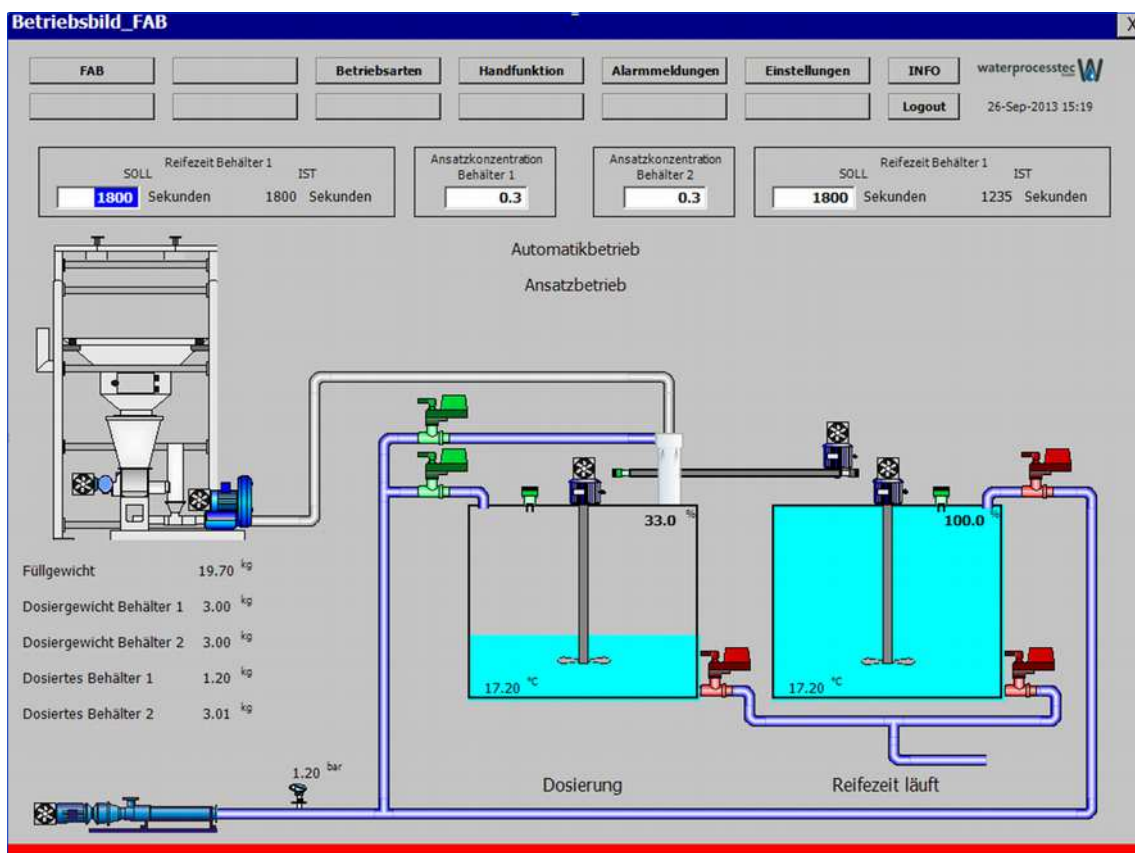 Betriebsbild_FAB
X
FAB Betriebsarten Handfunktion Alarmmeldungen Einstellungen INFO waterprocesstec
Logout 26-Sep-2013 15:19
Reifezeit Behälter 1
SOLL IST
1800 Sekunden 1800 Sekunden
Ansatzkonzentration
Behälter 1
0.3
Ansatzkonzentration
Behälter 2
0.3
Reifezeit Behälter 1
SOLL IST
1800 Sekunden 1235 Sekunden
Automatikbetrieb
Ansatzbetrieb
33.0 %
100.0 %
Füllgewicht 19.70 kg
Dosiergewicht Behälter 1 3.00 kg
Dosiergewicht Behälter 2 3.00 kg
Dosiertes Behälter 1 1.20 kg
Dosiertes Behälter 2 3.01 kg
17.20 °C
17.20 °C
1.20 bar
Dosierung
Reifezeit läuft